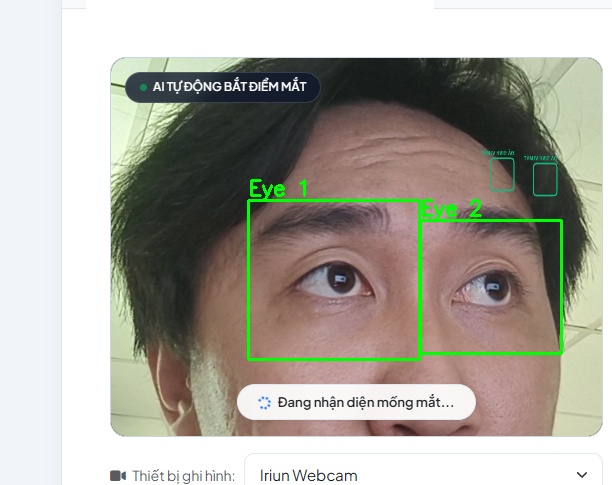 AI TỰ ĐỘNG BẮT ĐIỂM MẮT
Eye 1
Eye 2
Đang nhận diện mống mắt...
Thiết bị ghi hình:
Iriun Webcam